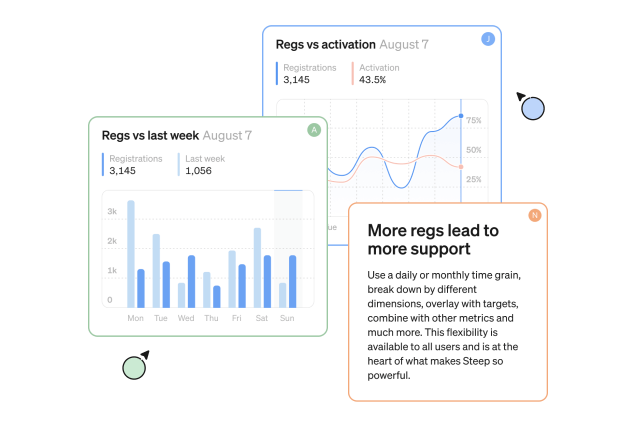 Regs vs activation August 7
J
Registrations
3,145
Activation
43.5%
75%
50%
25%
ue
Regs vs last week August 7
A
Registrations
3,145
Last week
1,056
3k
2k
1k
0
Mon Tue Wed Thu Fri Sat Sun
N
More regs lead to
more support
Use a daily or monthly time grain,
break down by different
dimensions, overlay with targets,
combine with other metrics and
much more. This flexibility is
available to all users and is at the
heart of what makes Steep so
powerful.